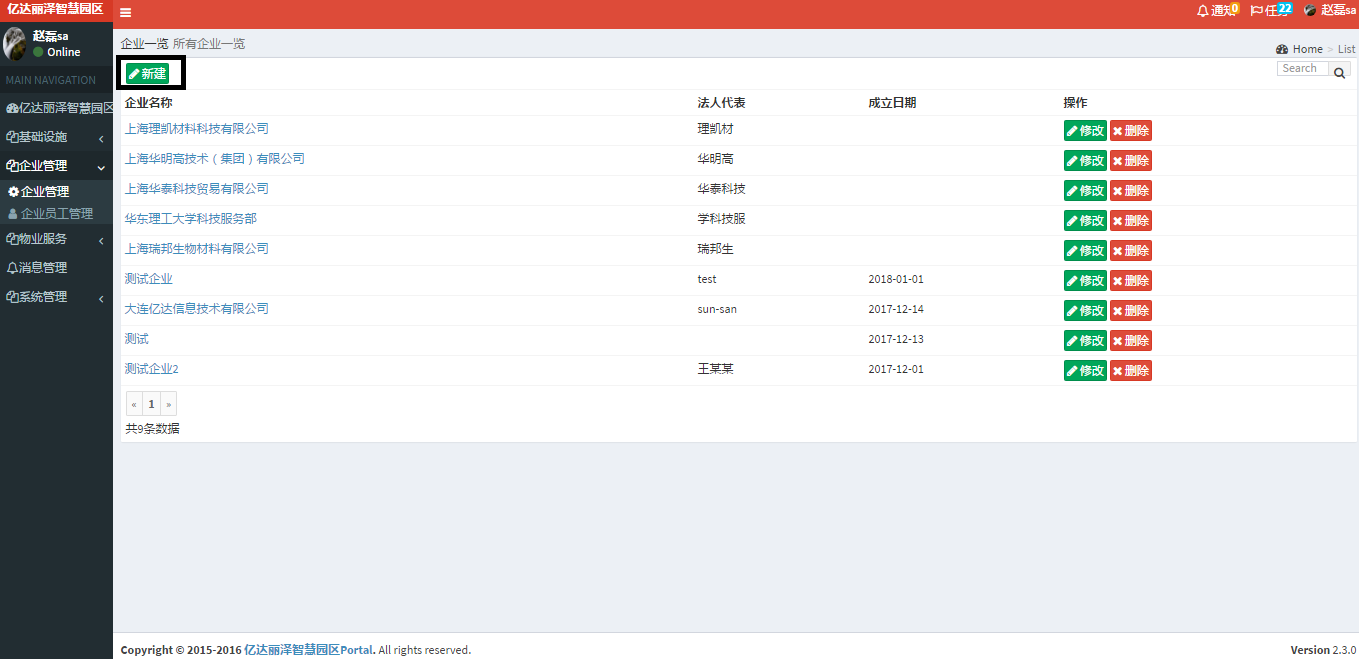 亿达丽泽智慧园区
通知 0 任务 22 赵磊sa
赵磊sa
Online
MAIN NAVIGATION
亿达丽泽智慧园区
基础设施
企业管理
企业管理
企业员工管理
物业服务
消息管理
系统管理
企业一览 所有企业一览
Home > List
新建
Search
企业名称 法人代表 成立日期 操作
上海理凯材料科技有限公司 理凯材 修改 删除
上海华明高技术（集团）有限公司 华明高 修改 删除
上海华泰科技贸易有限公司 华泰科技 修改 删除
华东理工大学科技服务部 学科技服 修改 删除
上海瑞邦生物材料有限公司 瑞邦生 修改 删除
测试企业 test 2018-01-01 修改 删除
大连亿达信息技术有限公司 sun-san 2017-12-14 修改 删除
测试 2017-12-13 修改 删除
测试企业2 王某某 2017-12-01 修改 删除
« 1 »
共9条数据
Copyright © 2015-2016 亿达丽泽智慧园区Portal. All rights reserved.
Version 2.3.0